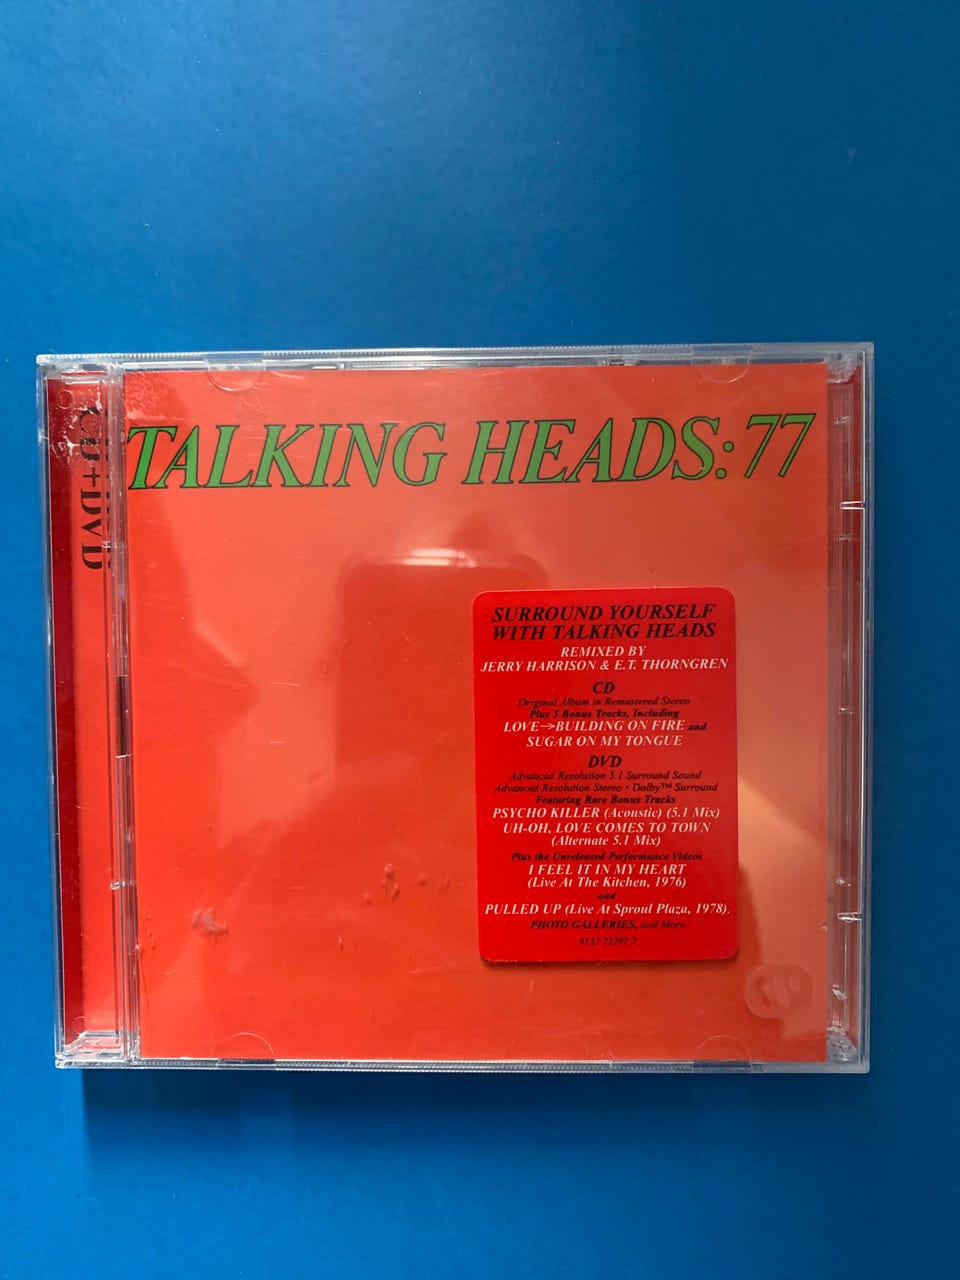 TALKING HEADS: 77
CD+DVD
SURROUND YOURSELF
WITH TALKING HEADS
REMIXED BY
JERRY HARRISON & E.T. THORNGREN
CD
Original Album in Remastered Stereo
Plus 5 Bonus Tracks, Including
LOVE→BUILDING ON FIRE and
SUGAR ON MY TONGUE
DVD
Advanced Resolution 5.1 Surround Sound
Advanced Resolution Stereo • Dolby™ Surround
Featuring Rare Bonus Tracks
PSYCHO KILLER (Acoustic) (5.1 Mix)
UH-OH, LOVE COMES TO TOWN
(Alternate 5.1 Mix)
Plus the Unreleased Performance Videos
I FEEL IT IN MY HEART
(Live At The Kitchen, 1976)
and
PULLED UP (Live At Sproul Plaza, 1978),
PHOTO GALLERIES, and More
8122 73297 2